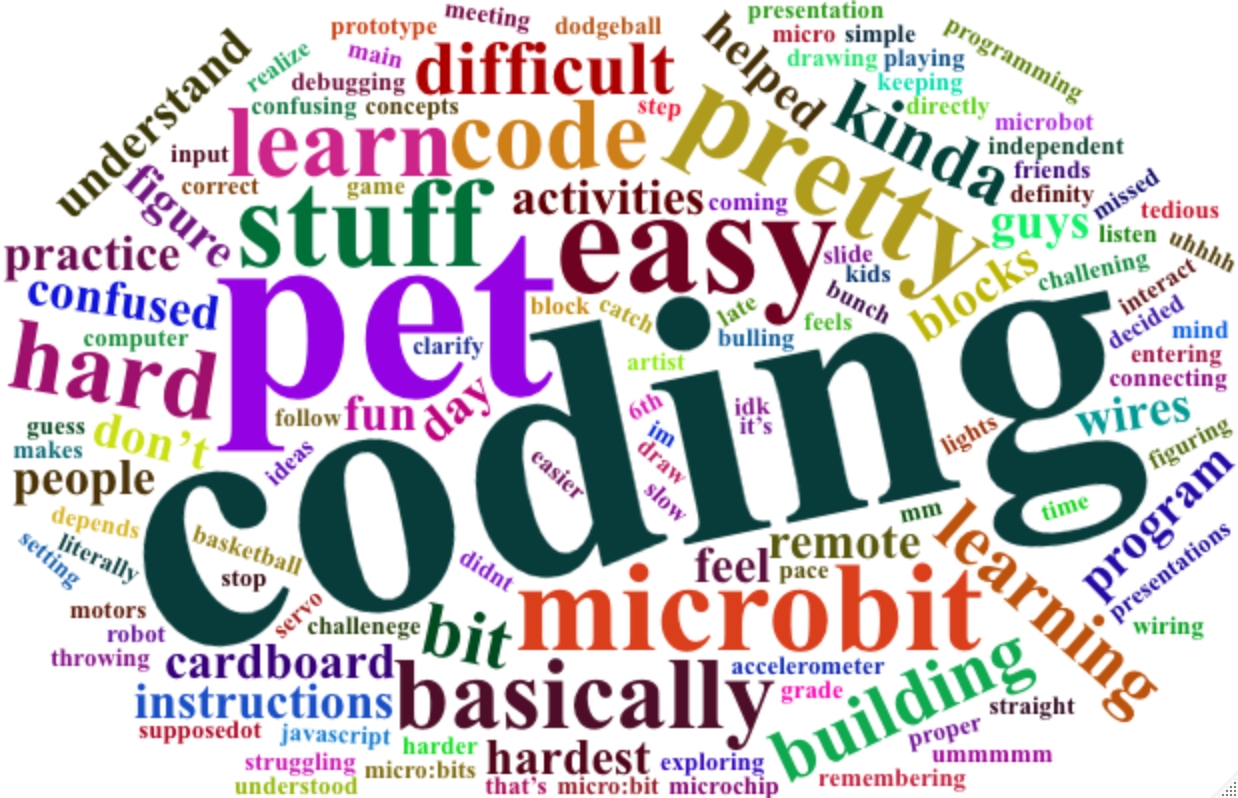 meeting
presentation
prototype
dodgeball
programming
realize
main
helped
micro
simple
understand
difficult
drawing
playing
debugging
keeping
confusing
concepts
step
pretty
kinda
directly
learn
code
microbot
input
independent
figure
correct
game
friends
activities
coming
definity
missed
stuff
easy
guys
tedious
practice
listen
uhhhh
slide
kids
blocks
challening
confused
pet
block
catch
late
bunch
interact
computer
clarify
feels
decided
mind
hard
bulling
entering
artist
connecting
coding
follow
fun
day
6th
idk
it's
wires
guess
don't
im
lights
figuring
makes
ideas
easier
draw
people
slow
program
depends
basketball
time
setting
literally
stop
didnt
feel
pace
remote
mm
learning
presentations
motors
servo
challenege
bit
microbit
robot
wiring
throwing
cardboard
basically
accelerometer
building
instructions
grade
straight
supposedot
javascript
harder
proper
struggling
micro:bits
hardest
exploring
ummmmm
understood
that's
micro:bit
microchip
remembering